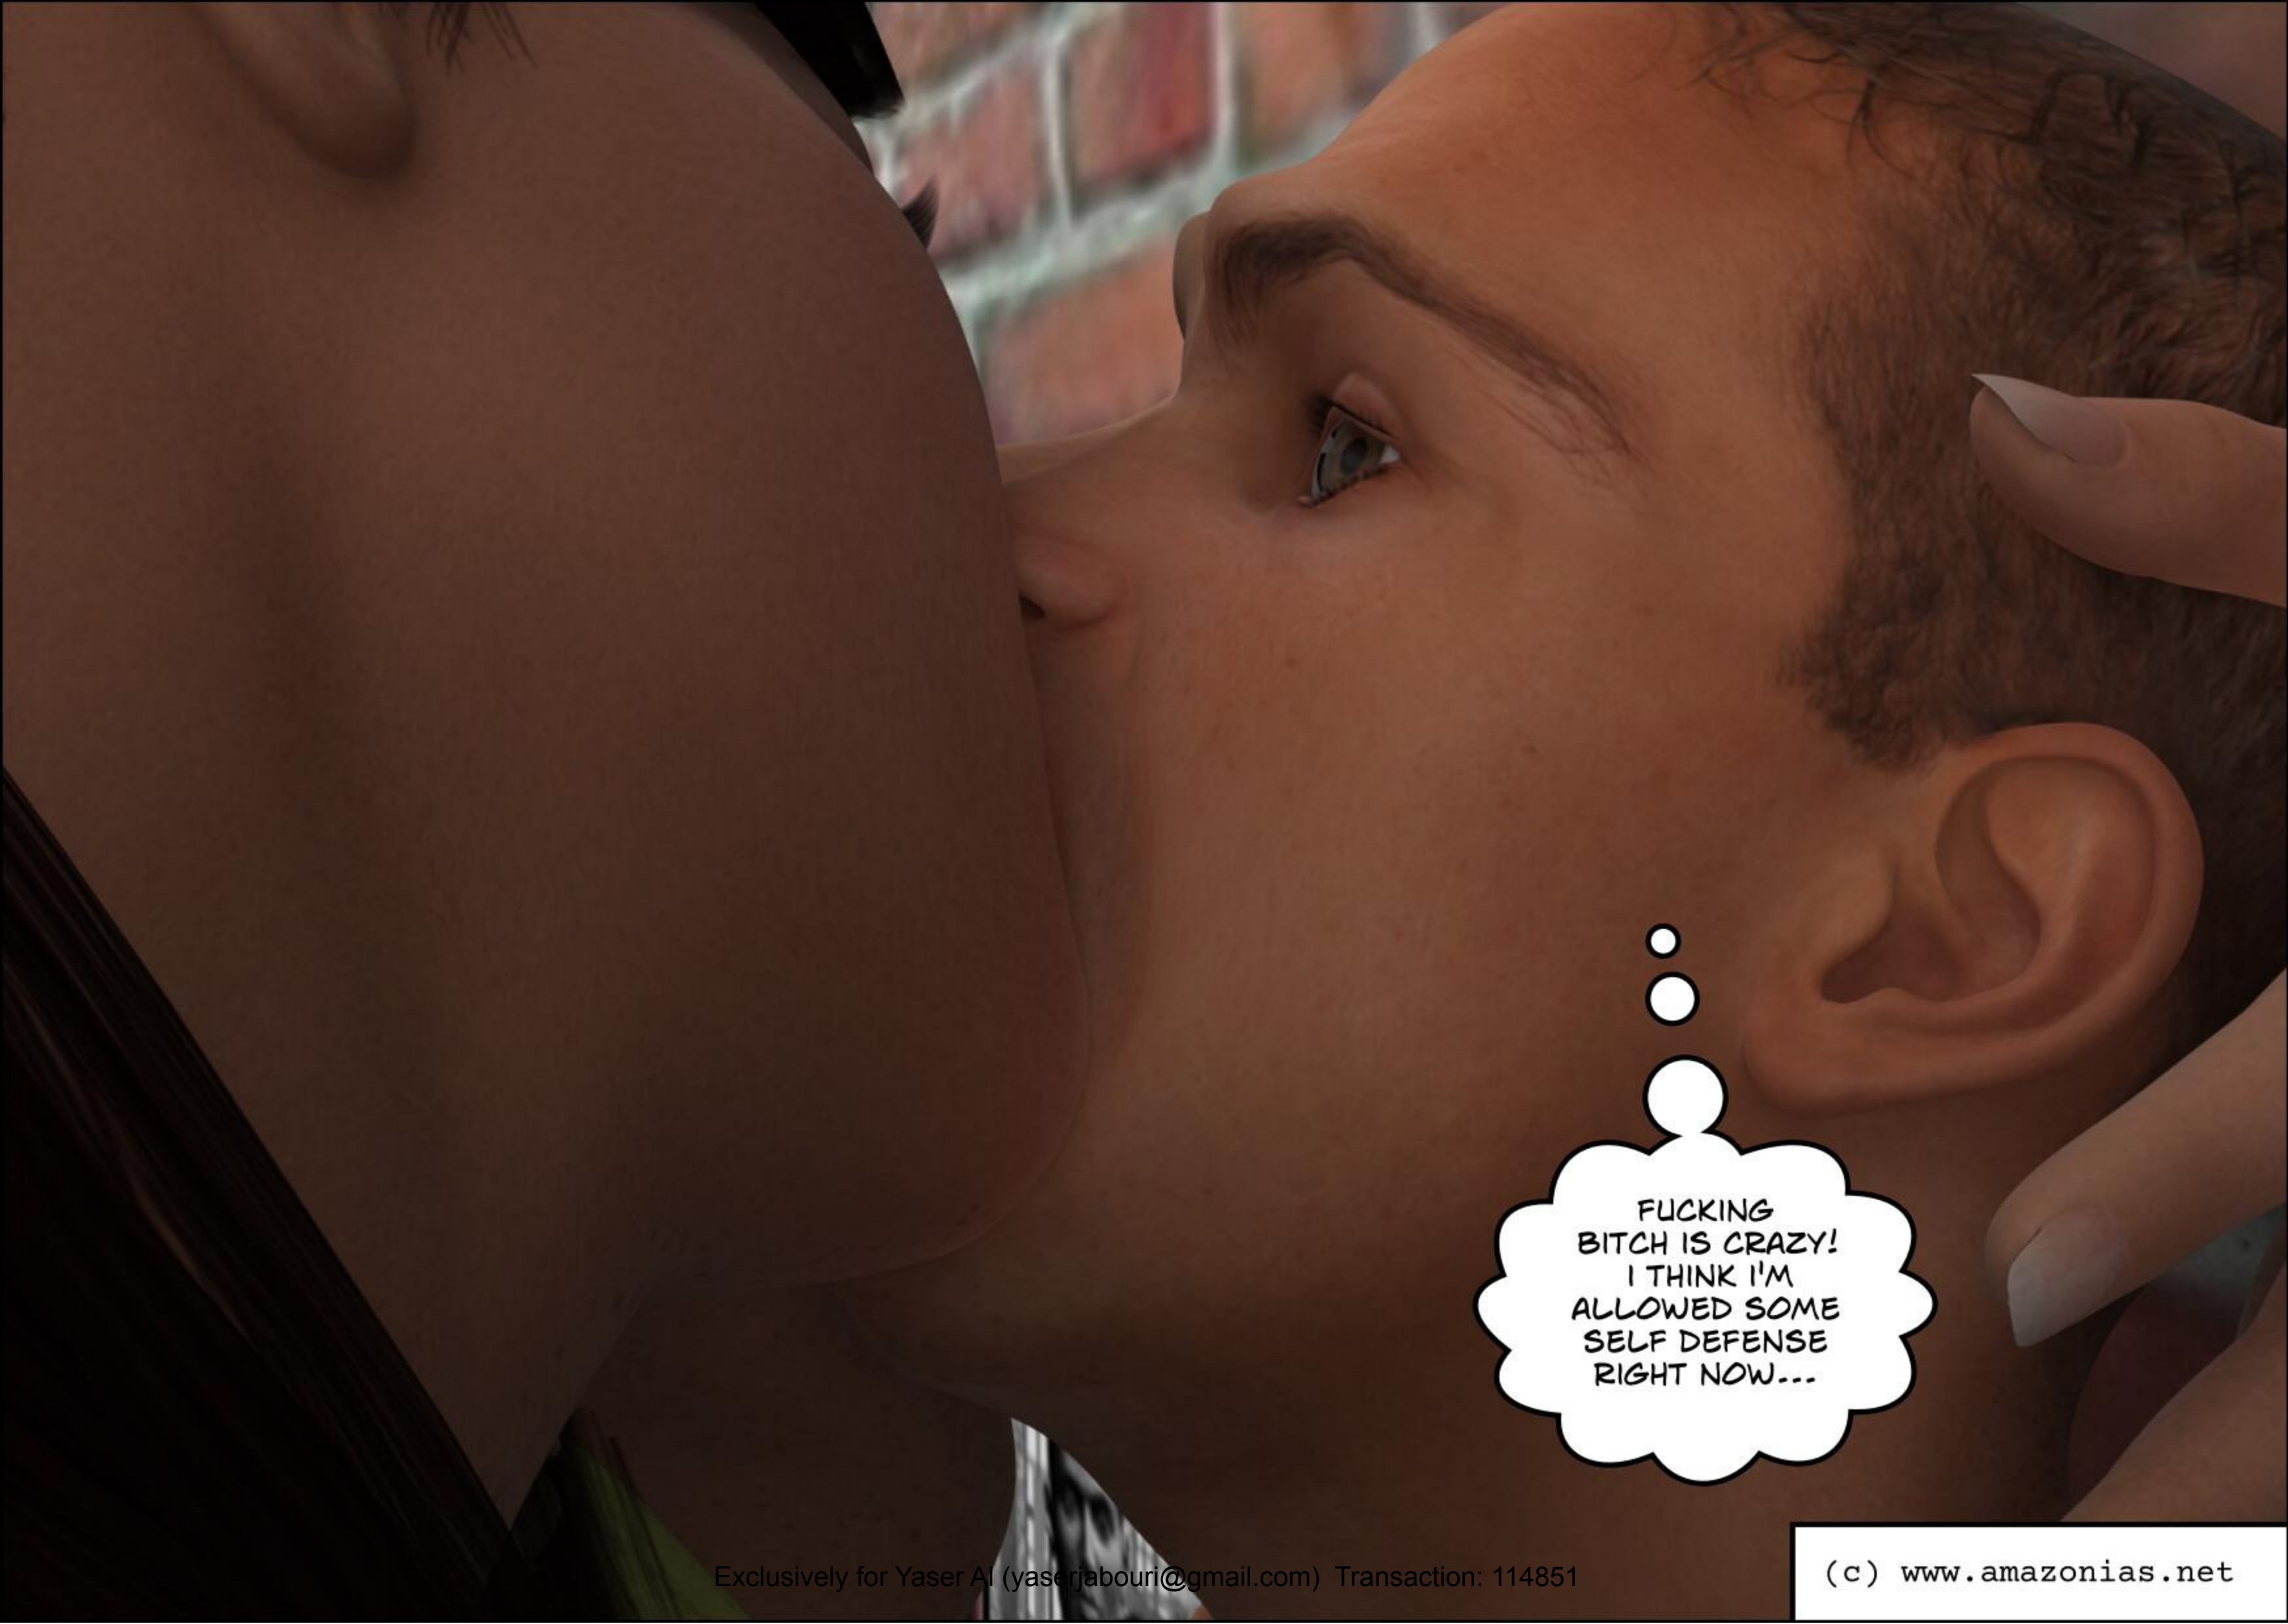 FUCKING
BITCH IS CRAZY!
I THINK I'M
ALLOWED SOME
SELF DEFENSE
RIGHT NOW...
Exclusively for Yaser Al (yaserjabouri@gmail.com) Transaction: 114851
(c) www.amazonias.net